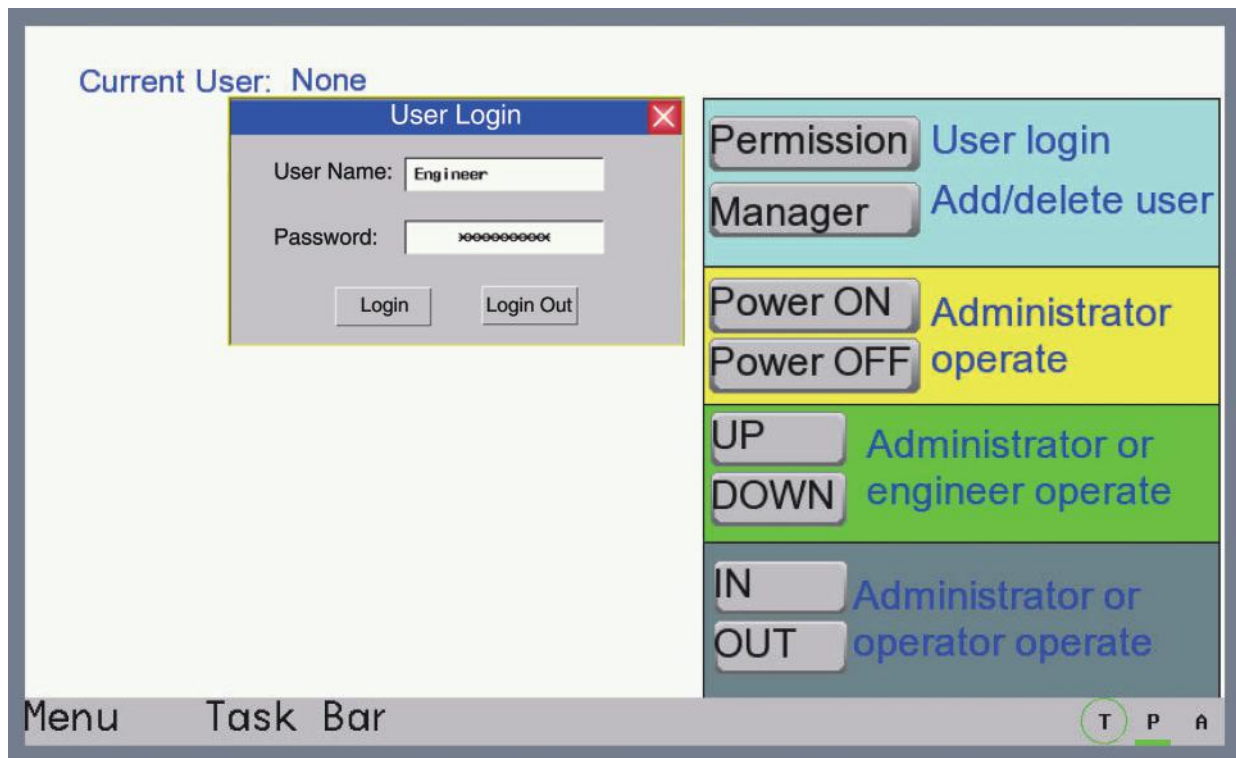 Current User: None
User Login
User Name: Engineer
Password: **********
Login
Login Out
Permission
User login
Manager
Add/delete user
Power ON
Power OFF
Administrator
operate
UP
DOWN
Administrator or
engineer operate
IN
OUT
Administrator or
operator operate
Menu
Task Bar
T
P
A